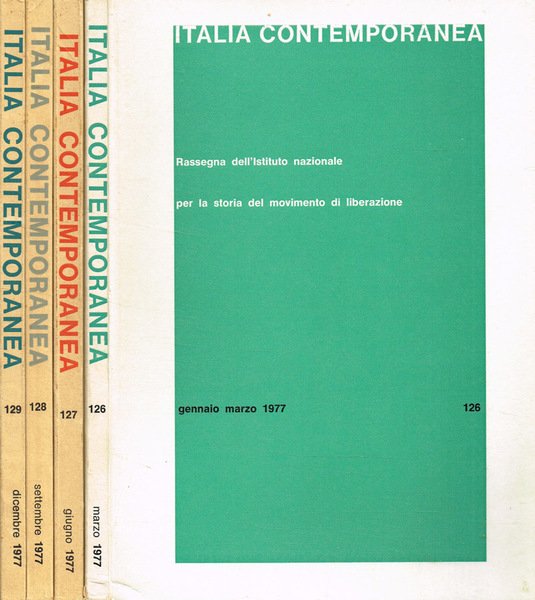 ITALIA CONTEMPORANEA
129
dicembre 1977
ITALIA CONTEMPORANEA
128
settembre 1977
ITALIA CONTEMPORANEA
127
giugno 1977
ITALIA CONTEMPORANEA
126
marzo 1977
ITALIA CONTEMPORANEA
Rassegna dell'Istituto nazionale
per la storia del movimento di liberazione
gennaio marzo 1977 126